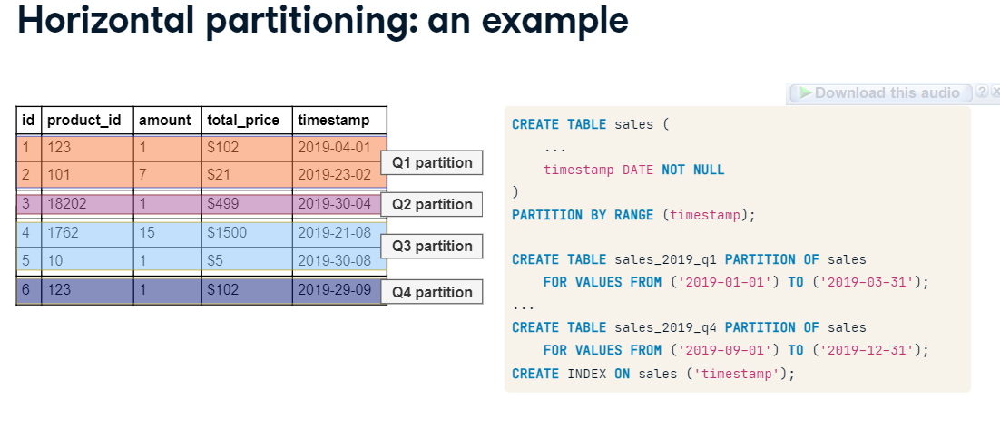 Horizontal partitioning: an example
Download this audio ? X
id product_id amount total_price timestamp
1 123 1 $102 2019-04-01
2 101 7 $21 2019-23-02
Q1 partition
3 18202 1 $499 2019-30-04
Q2 partition
4 1762 15 $1500 2019-21-08
5 10 1 $5 2019-30-08
Q3 partition
6 123 1 $102 2019-29-09
Q4 partition
CREATE TABLE sales (
...
timestamp DATE NOT NULL
)
PARTITION BY RANGE (timestamp);
CREATE TABLE sales_2019_q1 PARTITION OF sales
FOR VALUES FROM ('2019-01-01') TO ('2019-03-31');
...
CREATE TABLE sales_2019_q4 PARTITION OF sales
FOR VALUES FROM ('2019-09-01') TO ('2019-12-31');
CREATE INDEX ON sales ('timestamp');